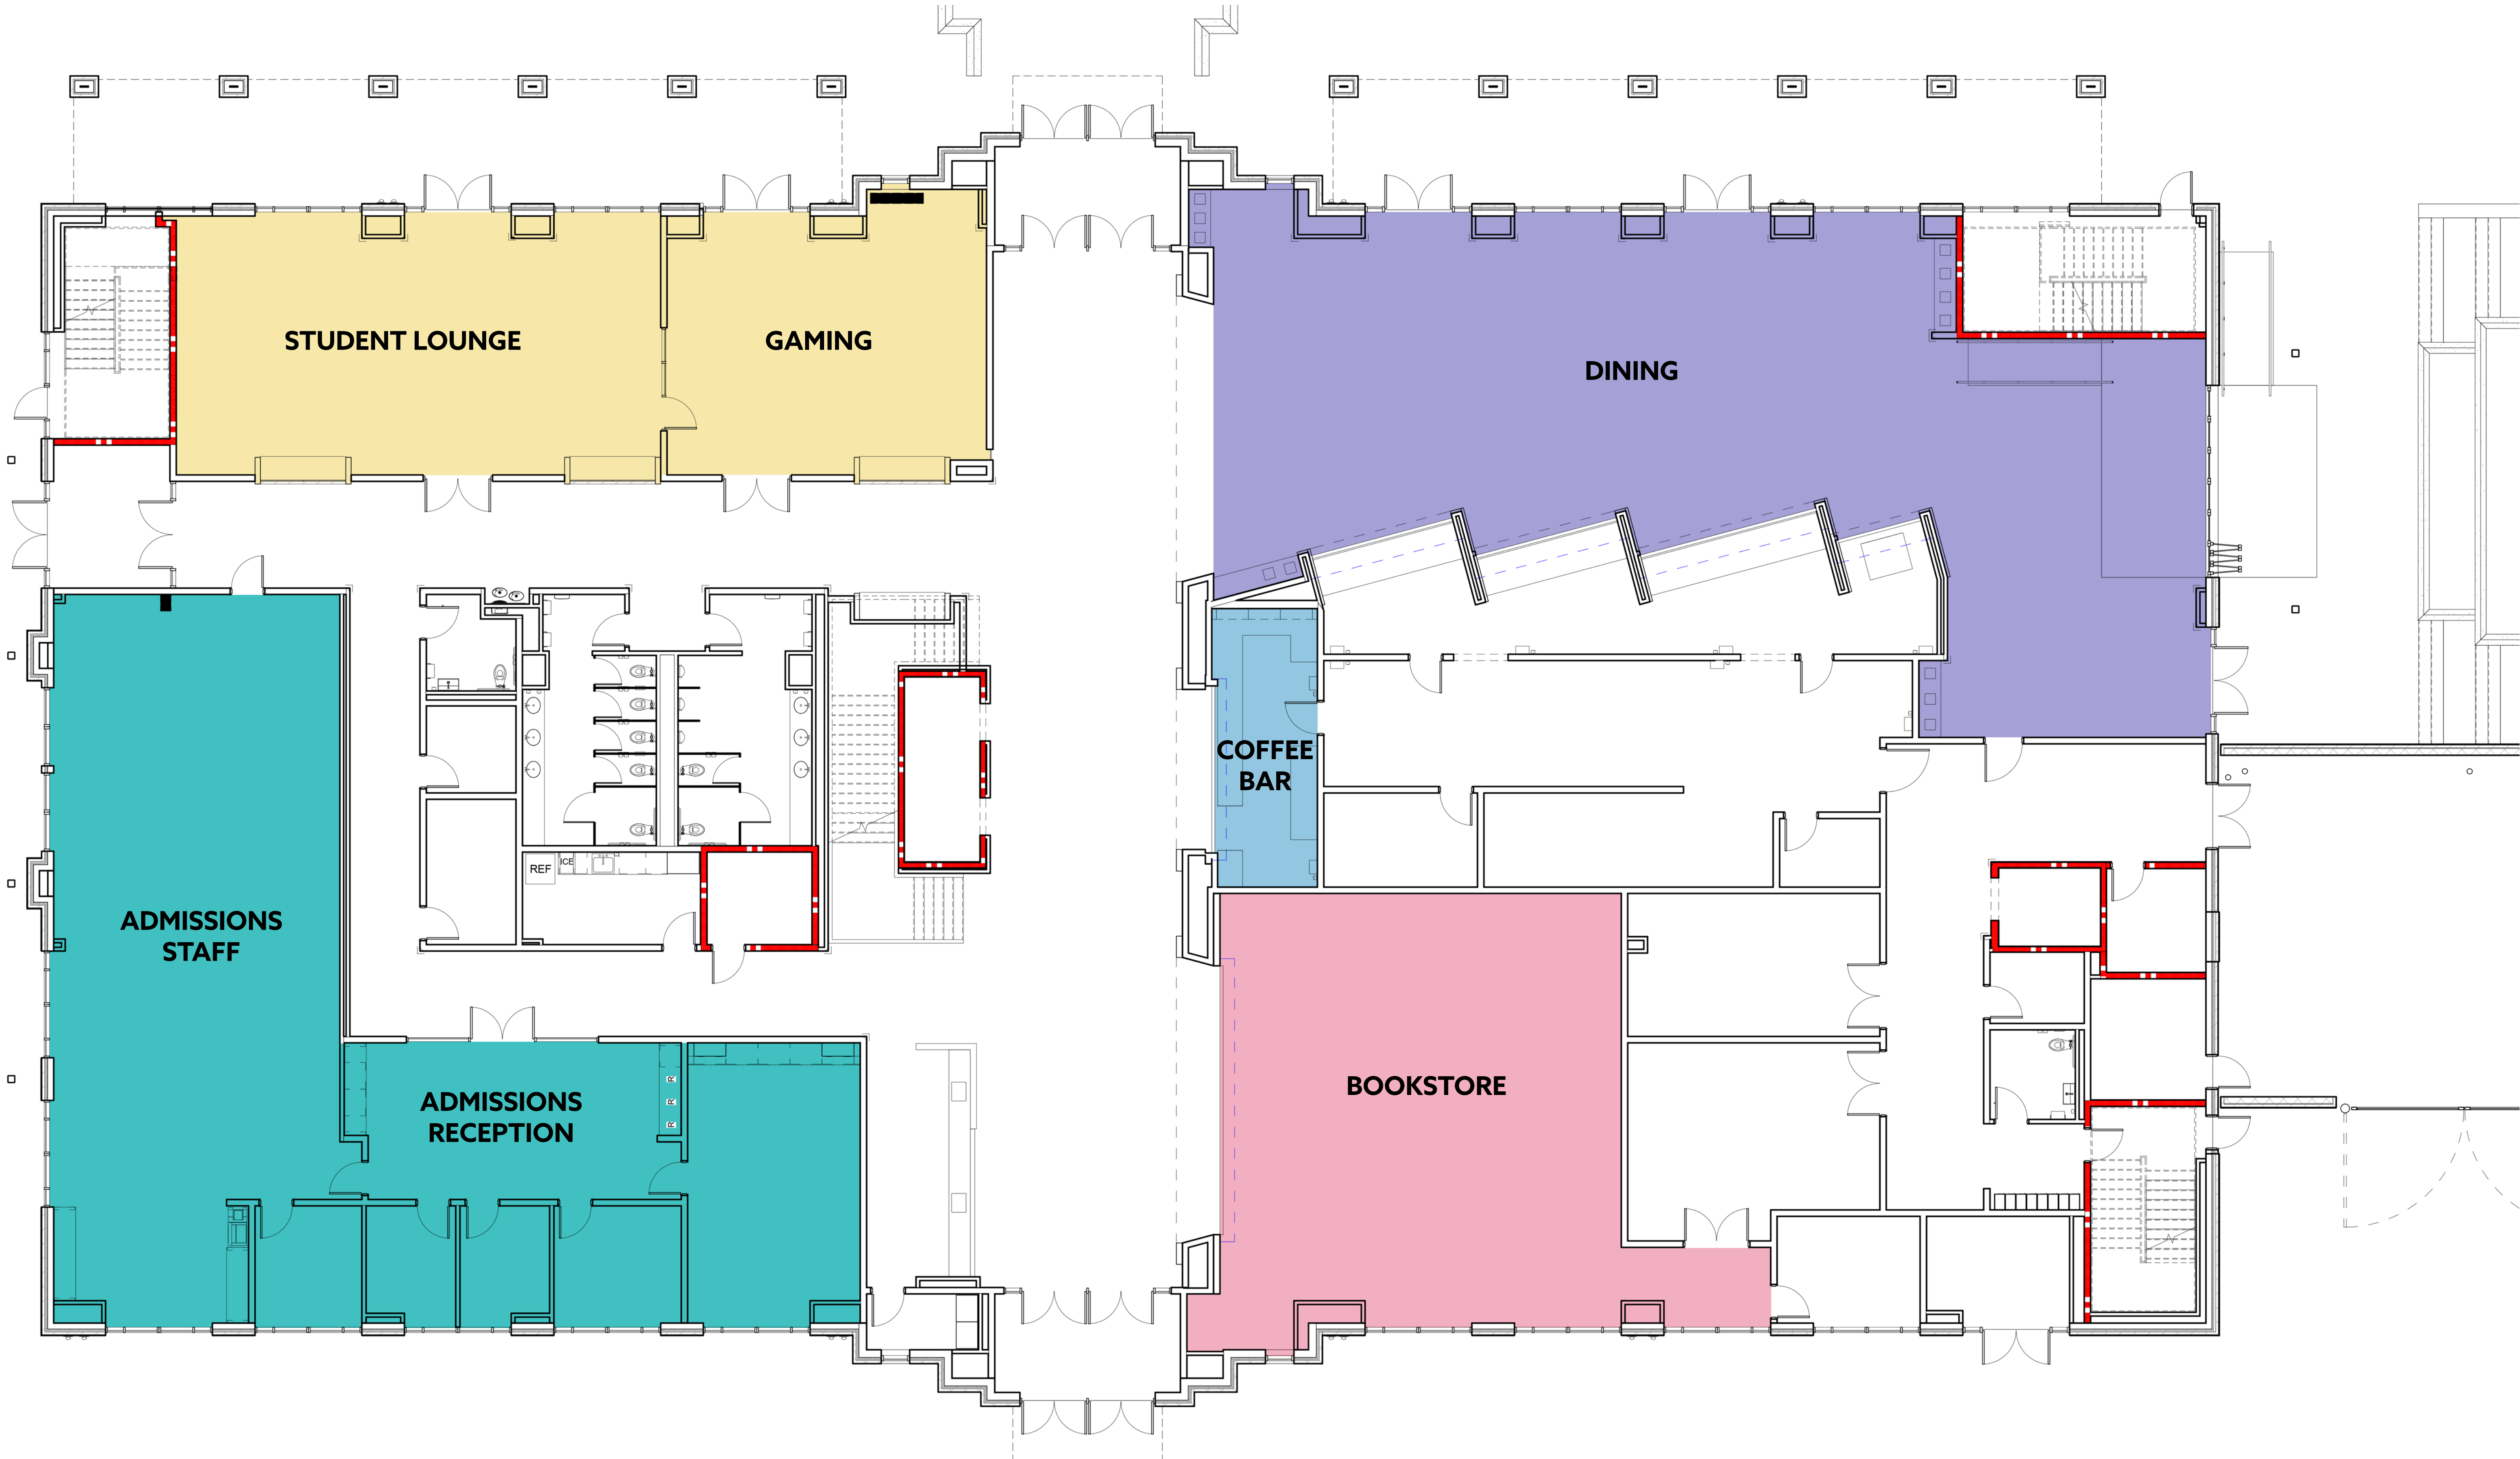 STUDENT LOUNGE
GAMING
DINING
COFFEE
BAR
REF
ICE
ADMISSIONS
STAFF
ADMISSIONS
RECEPTION
R
R
R
BOOKSTORE